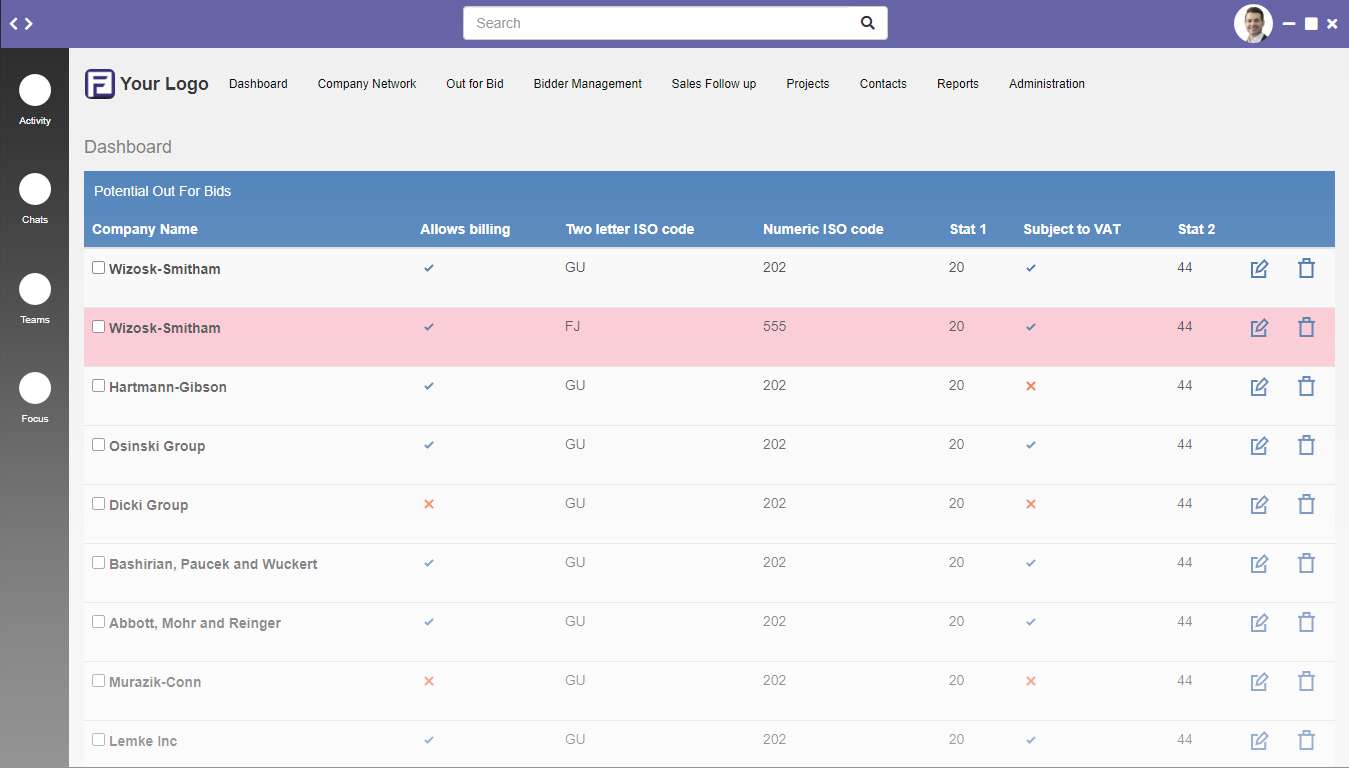 Search
Activity
Chats
Teams
Focus
F Your Logo Dashboard Company Network Out for Bid Bidder Management Sales Follow up Projects Contacts Reports Administration
Dashboard
Potential Out For Bids
Company Name Allows billing Two letter ISO code Numeric ISO code Stat 1 Subject to VAT Stat 2
Wizosk-Smitham GU 202 20 44
Wizosk-Smitham FJ 555 20 44
Hartmann-Gibson GU 202 20 44
Osinski Group GU 202 20 44
Dicki Group GU 202 20 44
Bashirian, Paucek and Wuckert GU 202 20 44
Abbott, Mohr and Reinger GU 202 20 44
Murazik-Conn GU 202 20 44
Lemke Inc GU 202 20 44